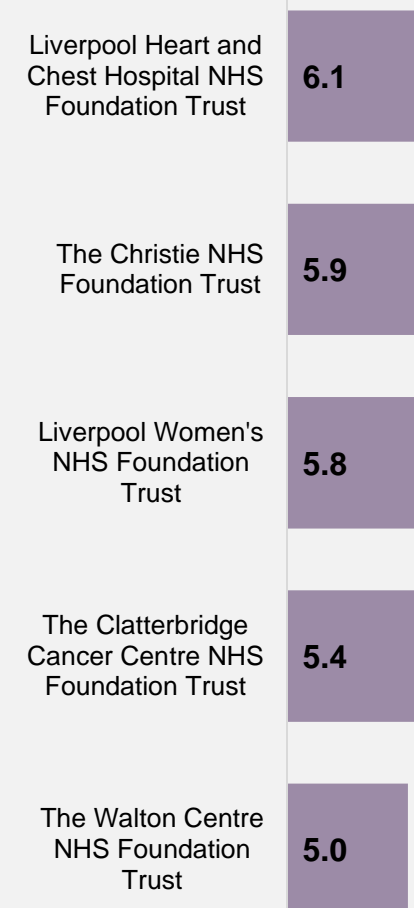 Liverpool Heart and
Chest Hospital NHS
Foundation Trust
6.1
The Christie NHS
Foundation Trust
5.9
Liverpool Women's
NHS Foundation
Trust
5.8
The Clatterbridge
Cancer Centre NHS
Foundation Trust
5.4
The Walton Centre
NHS Foundation
Trust
5.0